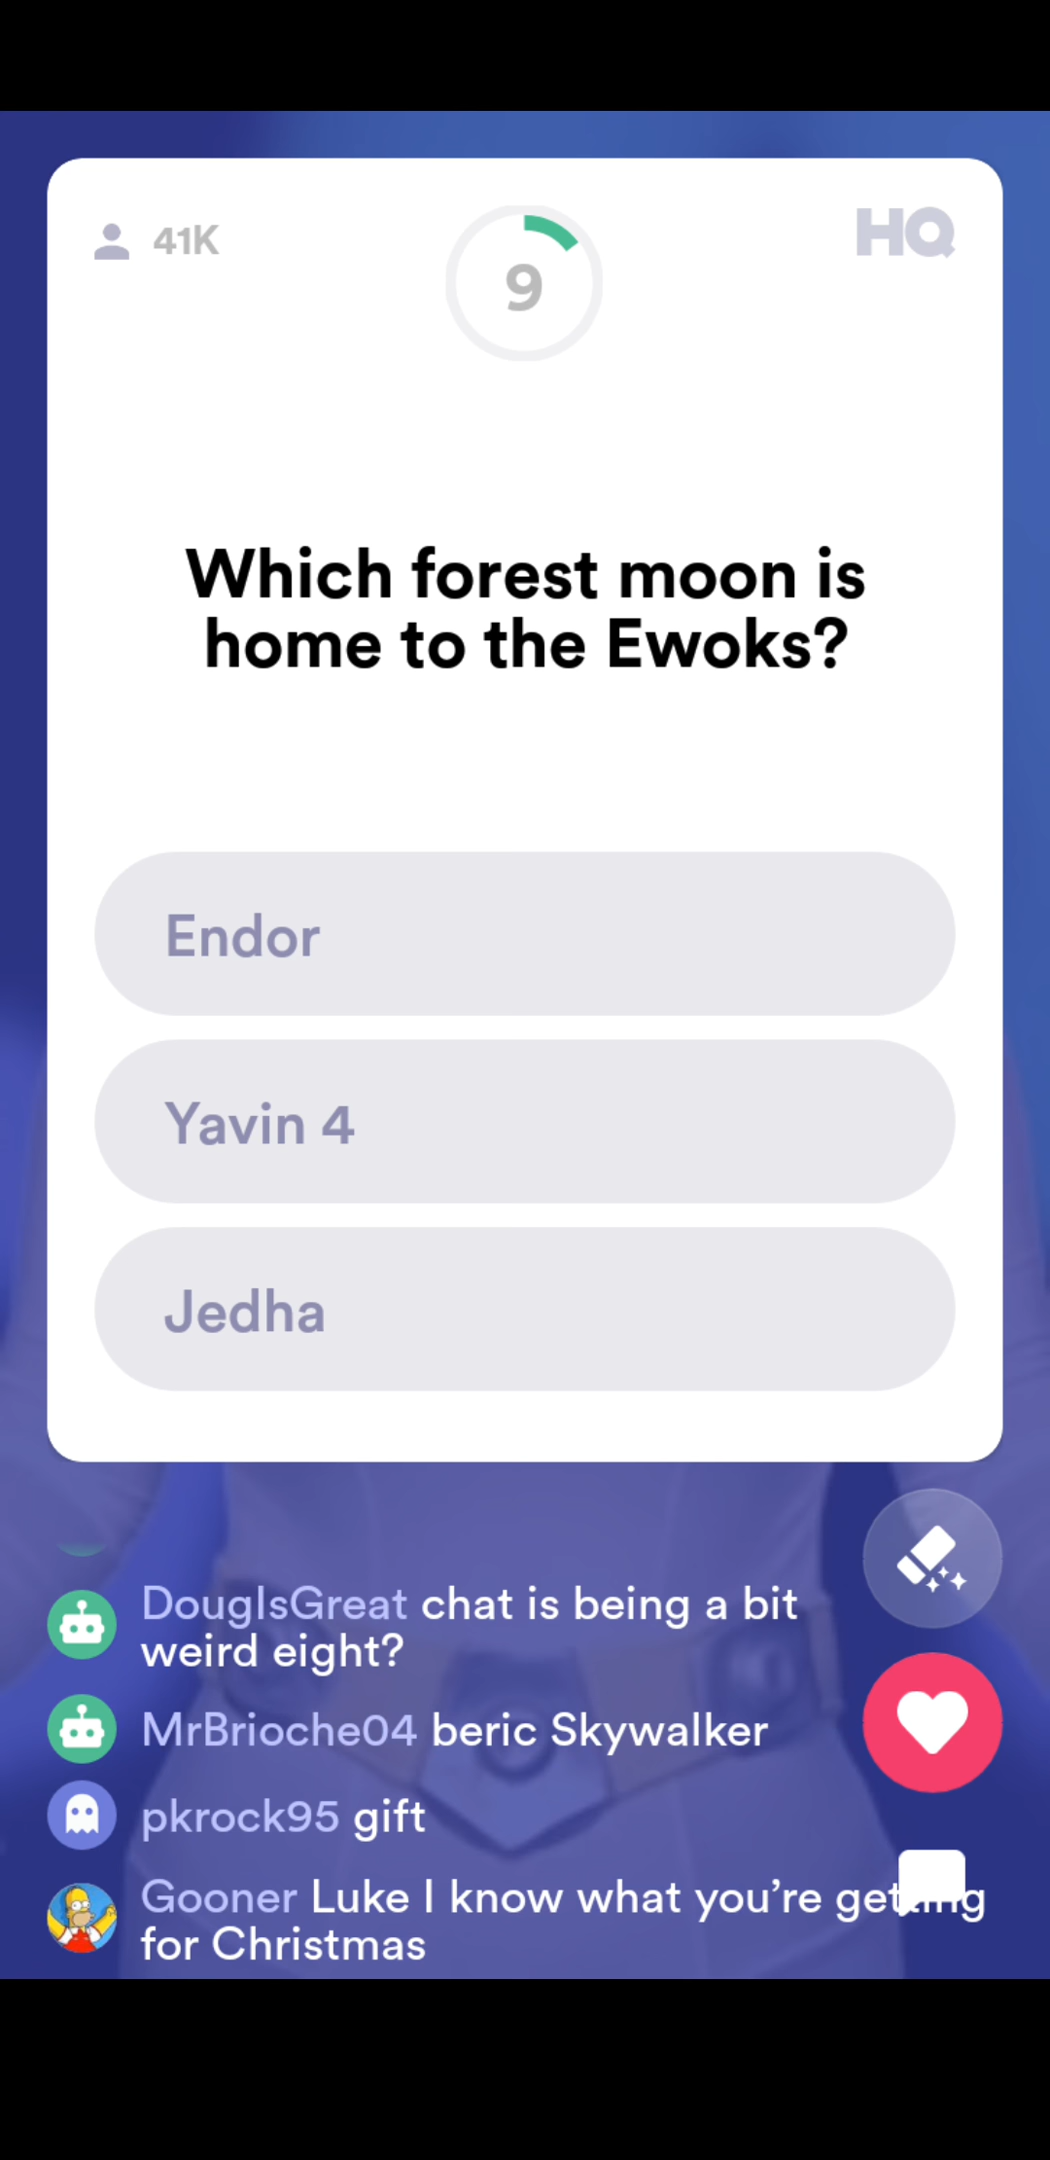 41K
9
HQ
Which forest moon is
home to the Ewoks?
Endor
Yavin 4
Jedha
DougIsGreat chat is being a bit
weird eight?
MrBrioche04 beric Skywalker
pkrock95 gift
Gooner Luke I know what you're getting
for Christmas